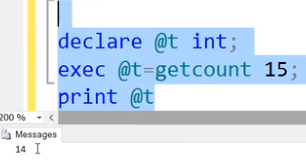 declare @t int;
exec @t=getcount 15;
print @t
200 %
Messages
14